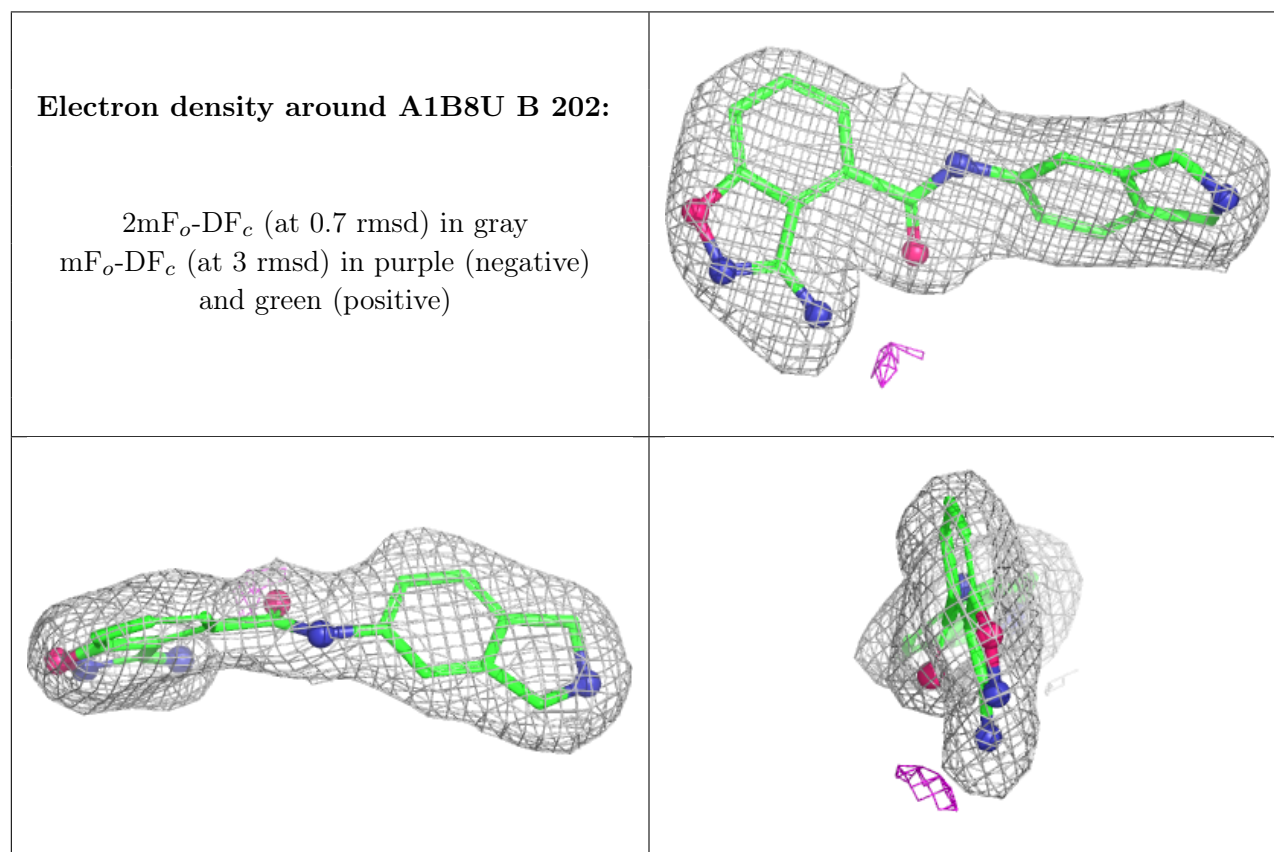 Electron density around A1B8U B 202:
2mFo-DFc (at 0.7 rmsd) in gray
mFo-DFc (at 3 rmsd) in purple (negative)
and green (positive)